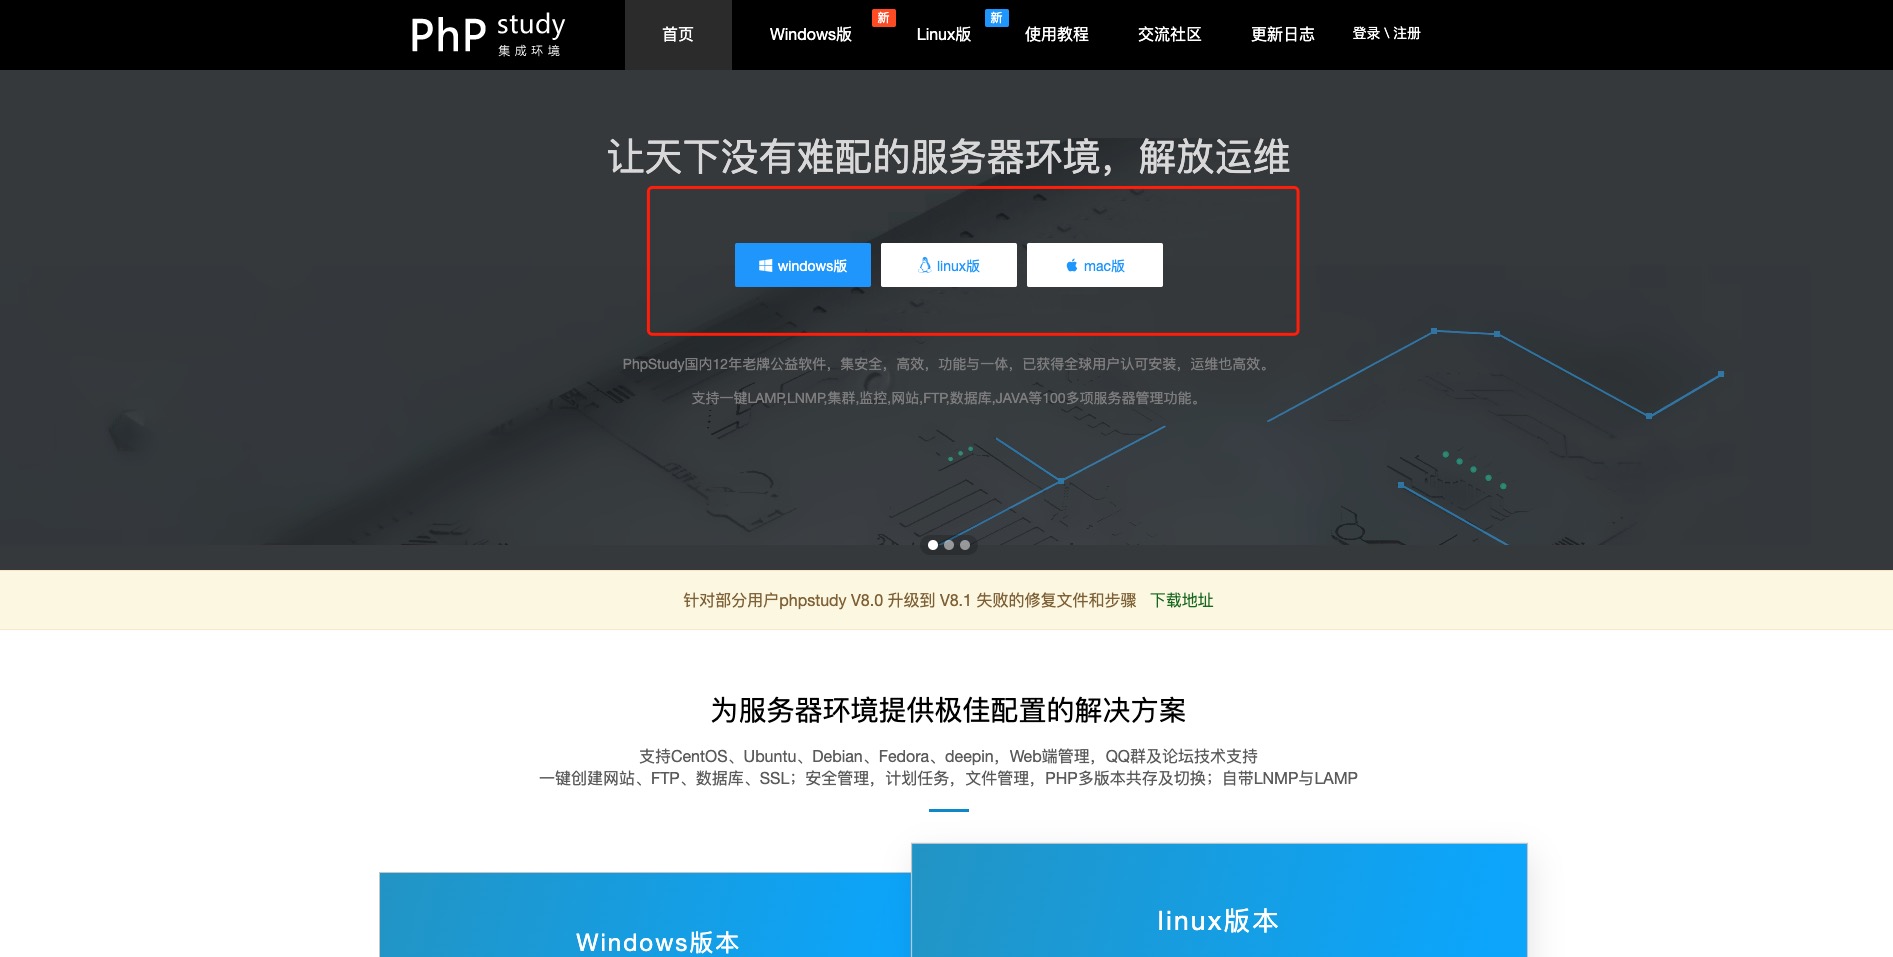 PhP study
集成环境
首页
Windows版
新
Linux版
新
使用教程
交流社区
更新日志
登录 \ 注册
让天下没有难配的服务器环境，解放运维
windows版
linux版
mac版
PhpStudy国内12年老牌公益软件，集安全，高效，功能与一体，已获得全球用户认可安装，运维也高效。
支持一键LAMP,LNMP,集群,监控,网站,FTP,数据库,JAVA等100多项服务器管理功能。
针对部分用户phpstudy V8.0 升级到 V8.1 失败的修复文件和步骤 下载地址
为服务器环境提供极佳配置的解决方案
支持CentOS、Ubuntu、Debian、Fedora、deepin，Web端管理，QQ群及论坛技术支持
一键创建网站、FTP、数据库、SSL；安全管理，计划任务，文件管理，PHP多版本共存及切换；自带LNMP与LAMP
Windows版本
linux版本